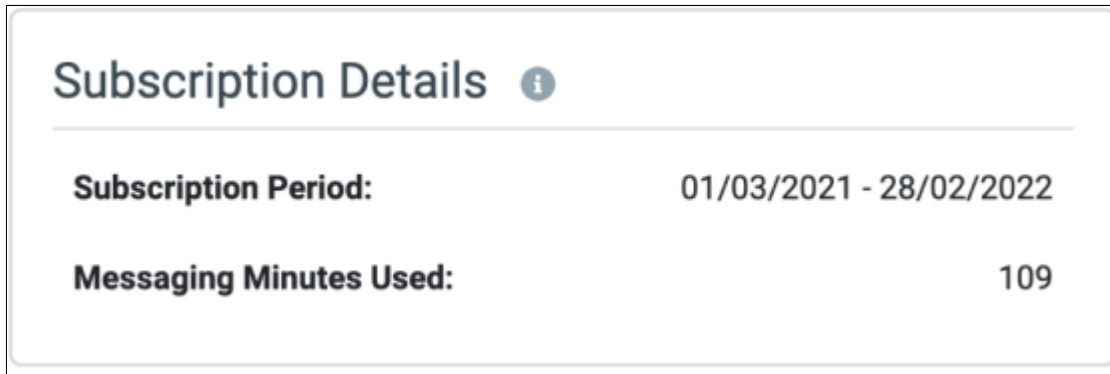 Subscription Details
Subscription Period: 01/03/2021 - 28/02/2022
Messaging Minutes Used: 109